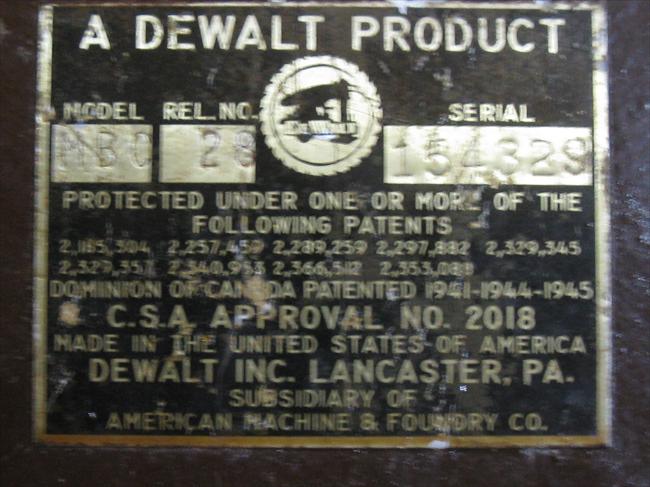 A DEWALT PRODUCT
MODEL REL. NO. SERIAL
MBC 28 DEWALT 154329
PROTECTED UNDER ONE OR MORE OF THE
FOLLOWING PATENTS
2,185,304 2,257,459 2,289,259 2,297,882 2,329,345
2,329,357 2,340,953 2,366,512 2,353,088
DOMINION OF CANADA PATENTED 1941-1944-1945
C.S.A. APPROVAL NO. 2018
MADE IN THE UNITED STATES OF AMERICA
DEWALT INC. LANCASTER, PA.
SUBSIDIARY OF
AMERICAN MACHINE & FOUNDRY CO.